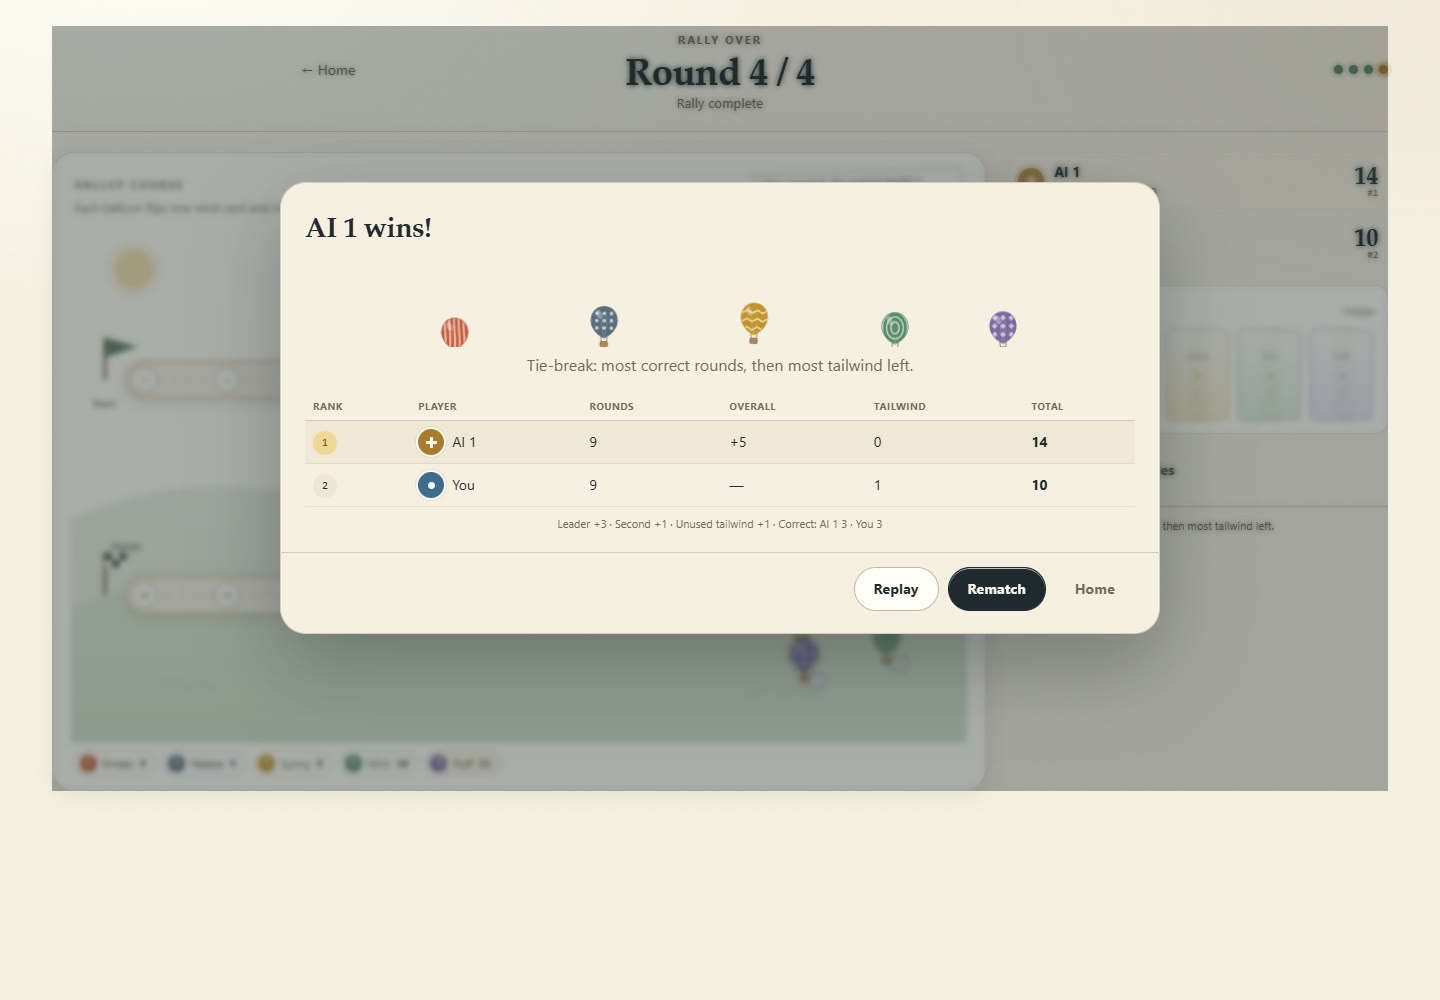 RALLY OVER
← Home
Round 4 / 4
Rally complete
VALLEY COURSE
AI 1
14
#1
10
#2
AI 1 wins!
Tie-break: most correct rounds, then most tailwind left.
RANK PLAYER ROUNDS OVERALL TAILWIND TOTAL
1 AI 1 9 +5 0 14
2 You 9 — 1 10
Leader +3 · Second +1 · Unused tailwind +1 · Correct: AI 1 3 · You 3
then most tailwind left.
Replay Rematch Home